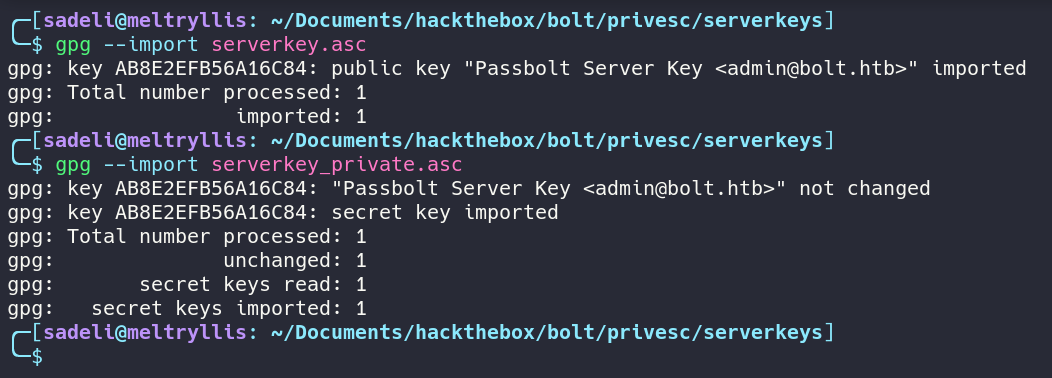 ╭─[sadeli@meltryllis: ~/Documents/hackthebox/bolt/privesc/serverkeys]
╰─$ gpg --import serverkey.asc
gpg: key AB8E2EFB56A16C84: public key "Passbolt Server Key <admin@bolt.htb>" imported
gpg: Total number processed: 1
gpg:               imported: 1
╭─[sadeli@meltryllis: ~/Documents/hackthebox/bolt/privesc/serverkeys]
╰─$ gpg --import serverkey_private.asc
gpg: key AB8E2EFB56A16C84: "Passbolt Server Key <admin@bolt.htb>" not changed
gpg: key AB8E2EFB56A16C84: secret key imported
gpg: Total number processed: 1
gpg:              unchanged: 1
gpg:       secret keys read: 1
gpg:   secret keys imported: 1
╭─[sadeli@meltryllis: ~/Documents/hackthebox/bolt/privesc/serverkeys]
╰─$